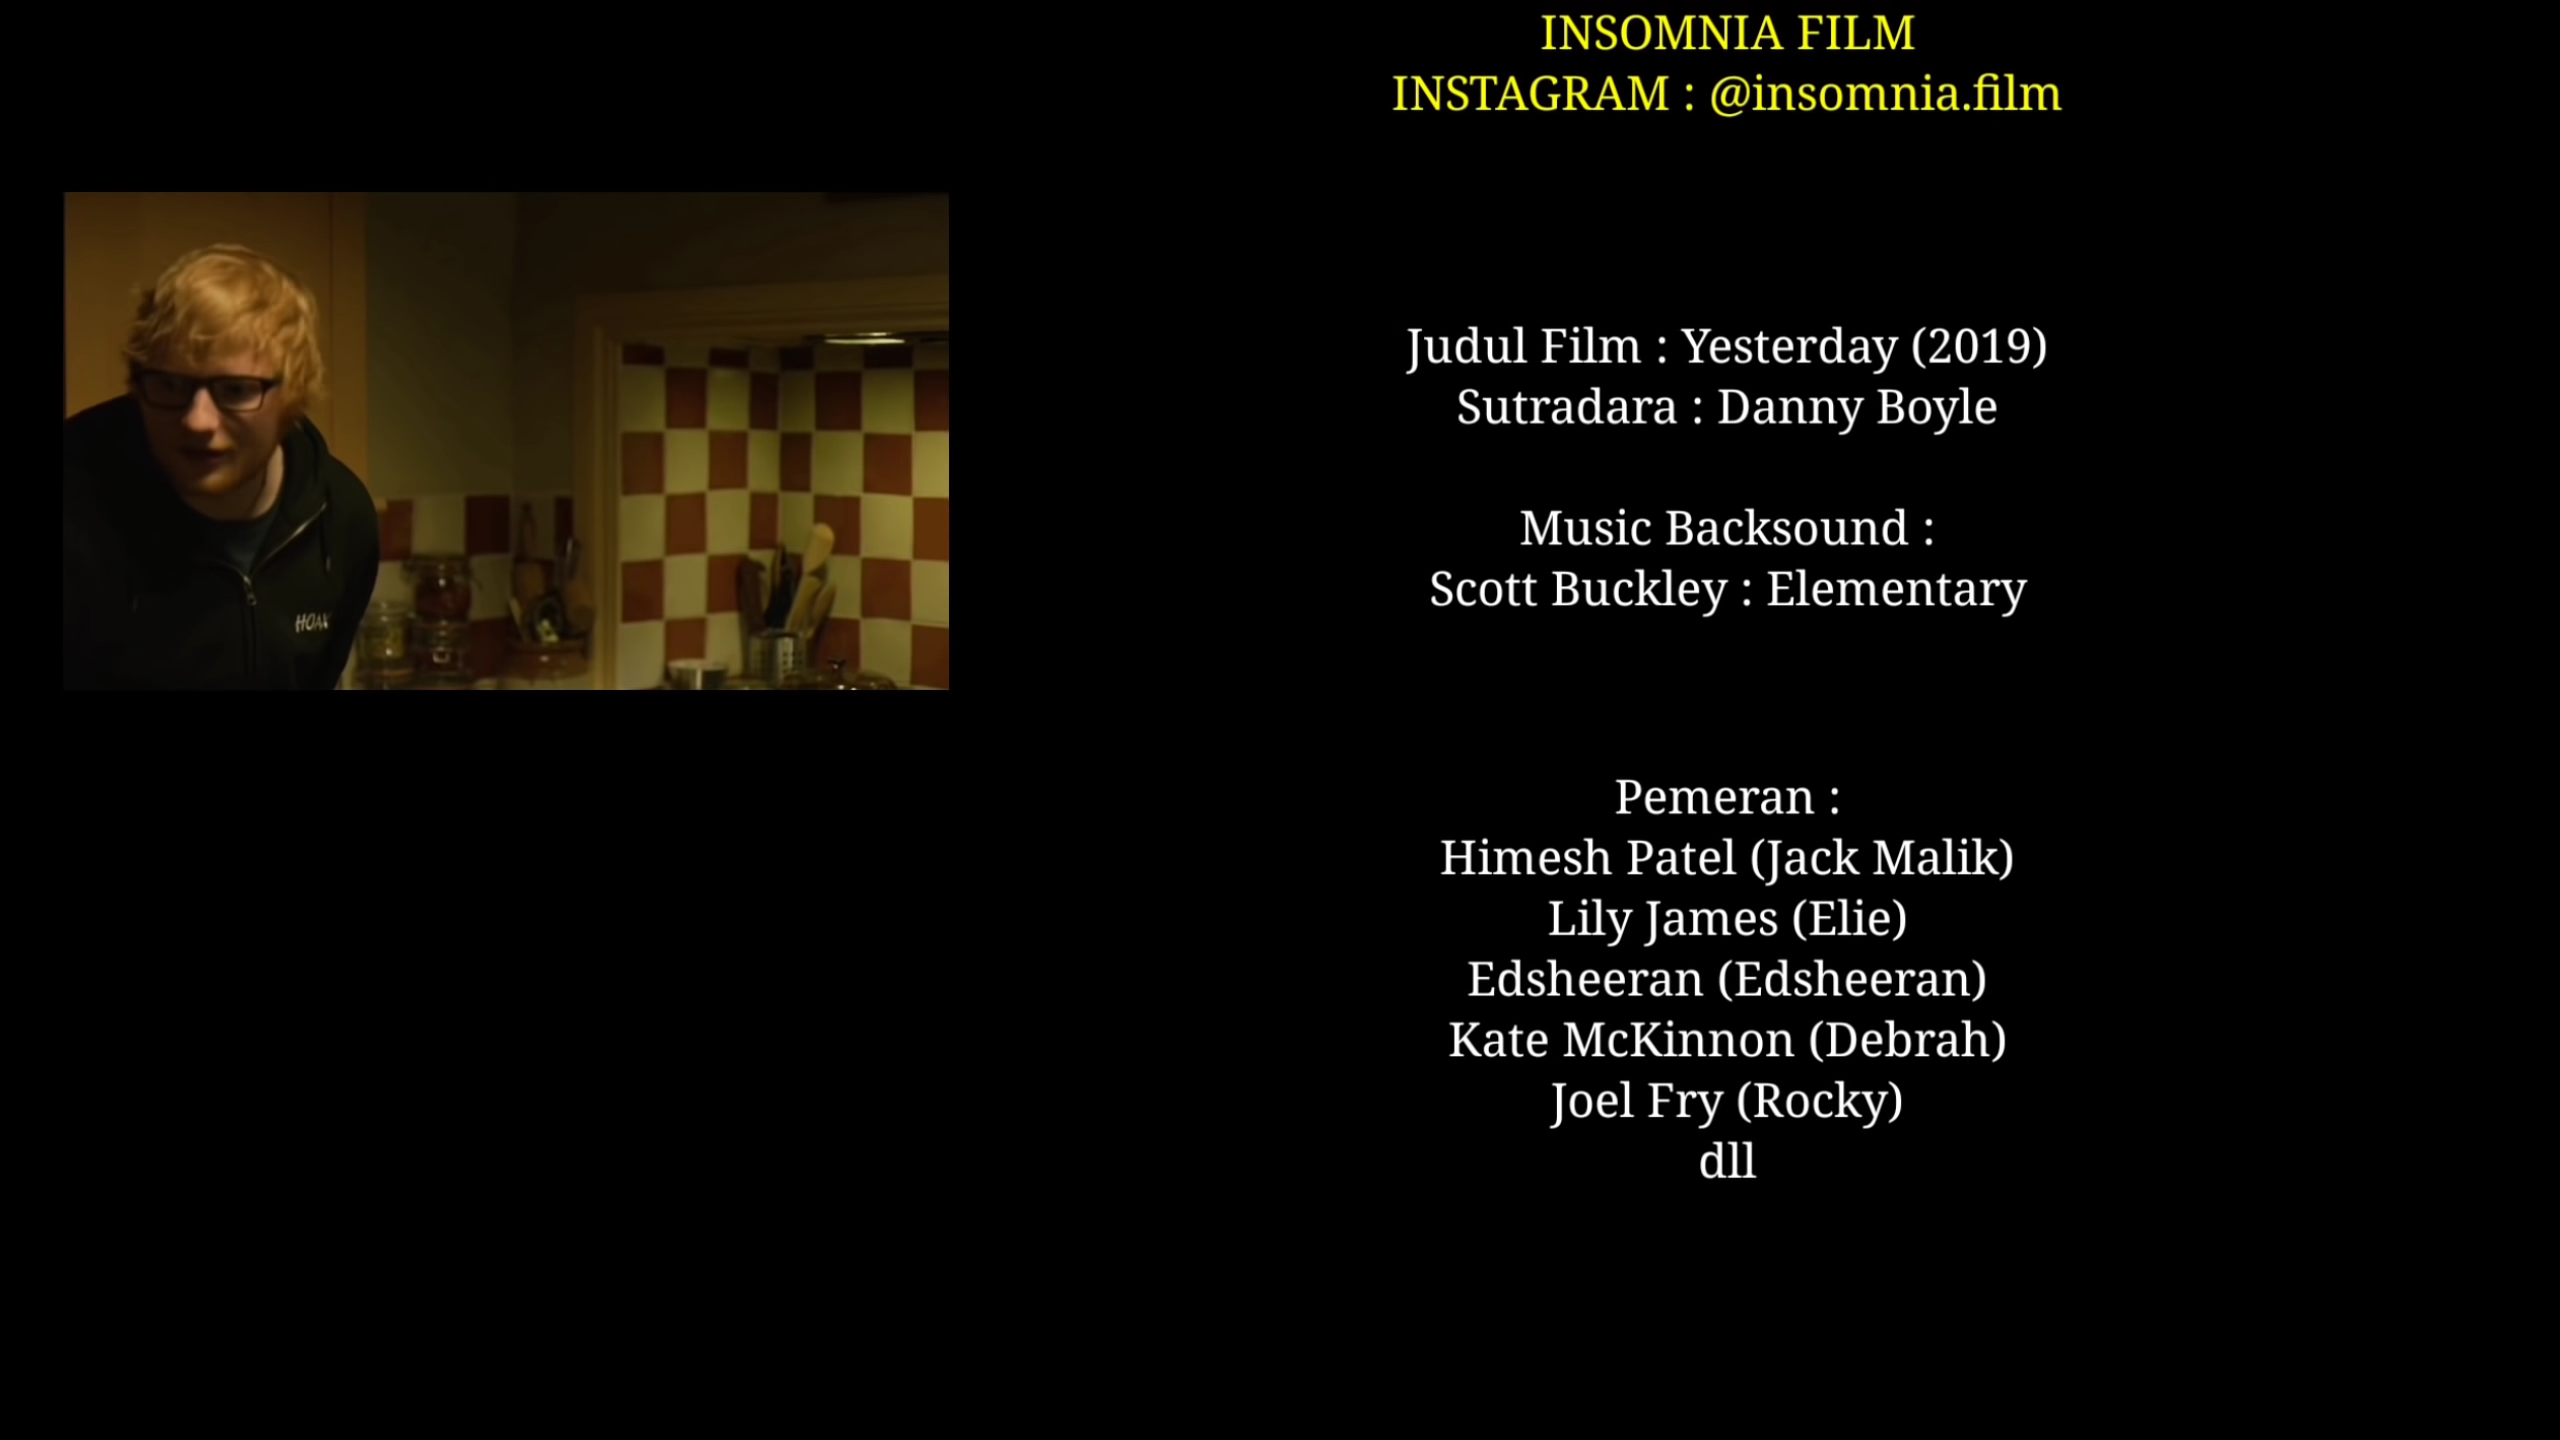 INSOMNIA FILM
INSTAGRAM : @insomnia.film
Judul Film : Yesterday (2019)
Sutradara : Danny Boyle
Music Backsound :
Scott Buckley : Elementary
Pemeran :
Himesh Patel (Jack Malik)
Lily James (Elie)
Edsheeran (Edsheeran)
Kate McKinnon (Debrah)
Joel Fry (Rocky)
dll